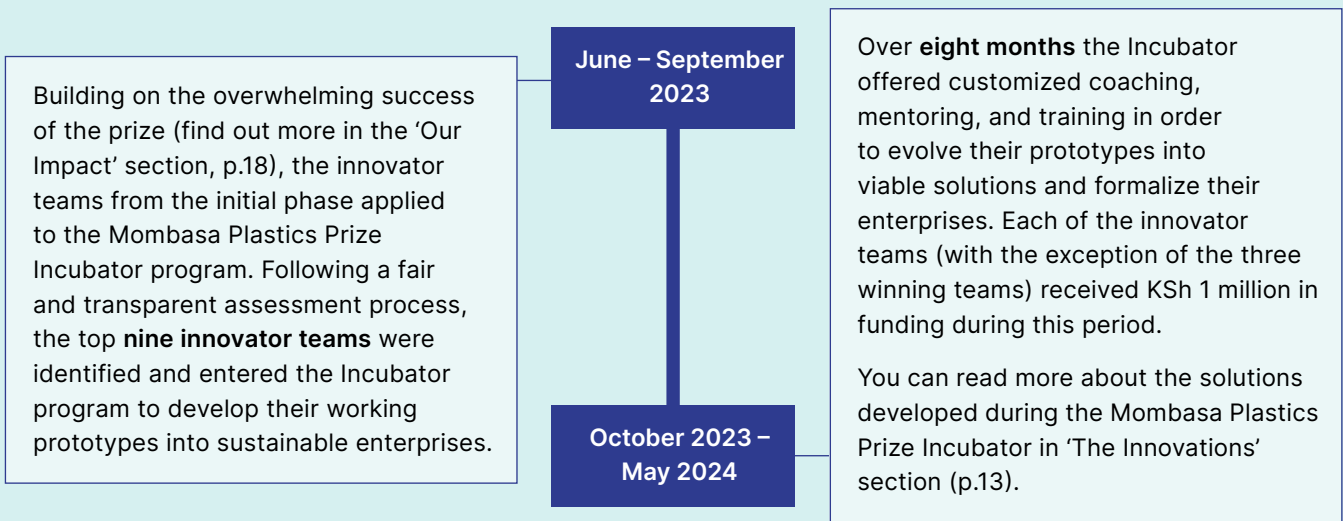 June – September
2023
Building on the overwhelming success
of the prize (find out more in the ‘Our
Impact’ section, p.18), the innovator
teams from the initial phase applied
to the Mombasa Plastics Prize
Incubator program. Following a fair
and transparent assessment process,
the top nine innovator teams were
identified and entered the Incubator
program to develop their working
prototypes into sustainable enterprises.
October 2023 –
May 2024
Over eight months the Incubator
offered customized coaching,
mentoring, and training in order
to evolve their prototypes into
viable solutions and formalize their
enterprises. Each of the innovator
teams (with the exception of the three
winning teams) received KSh 1 million in
funding during this period.
You can read more about the solutions
developed during the Mombasa Plastics
Prize Incubator in ‘The Innovations’
section (p.13).